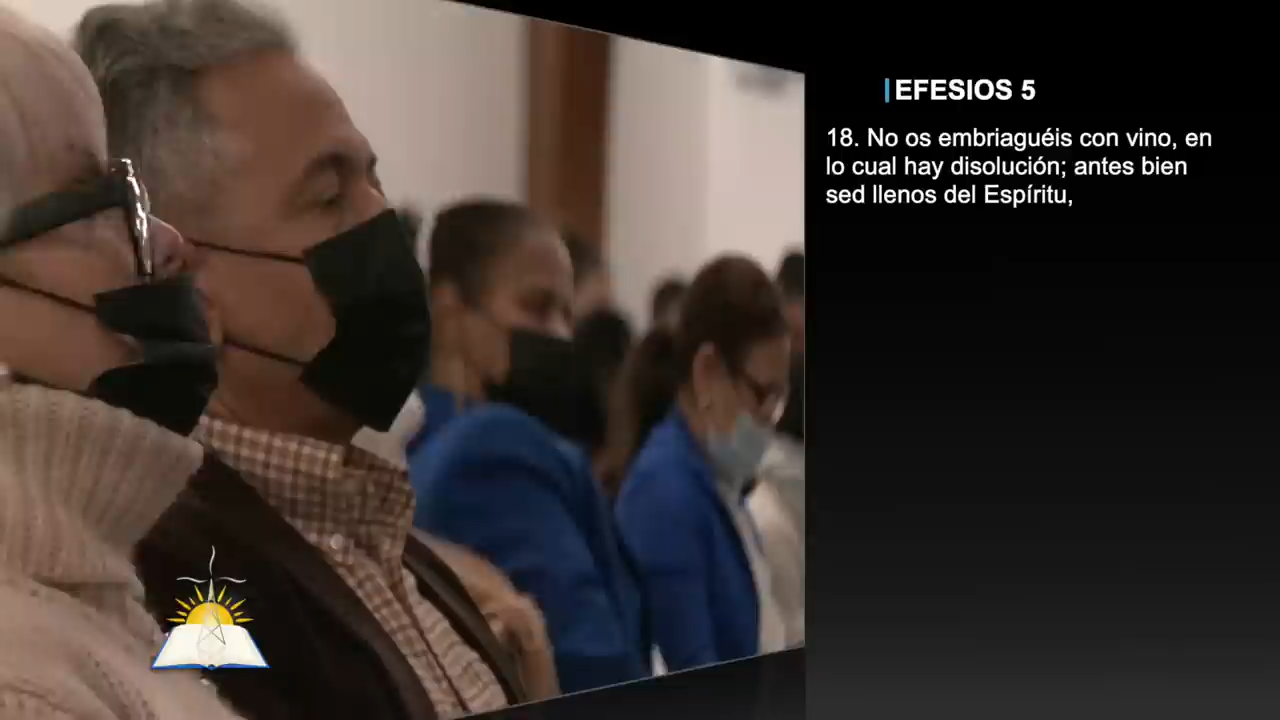 EFESIOS 5
18. No os embriaguéis con vino, en
lo cual hay disolución; antes bien
sed llenos del Espíritu,